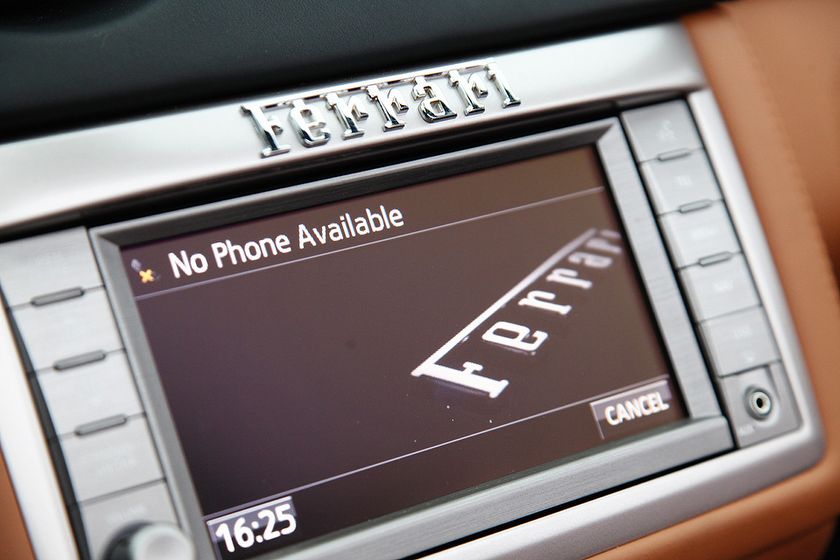 Ferrari
No Phone Available
Ferrari
CANCEL
16:25